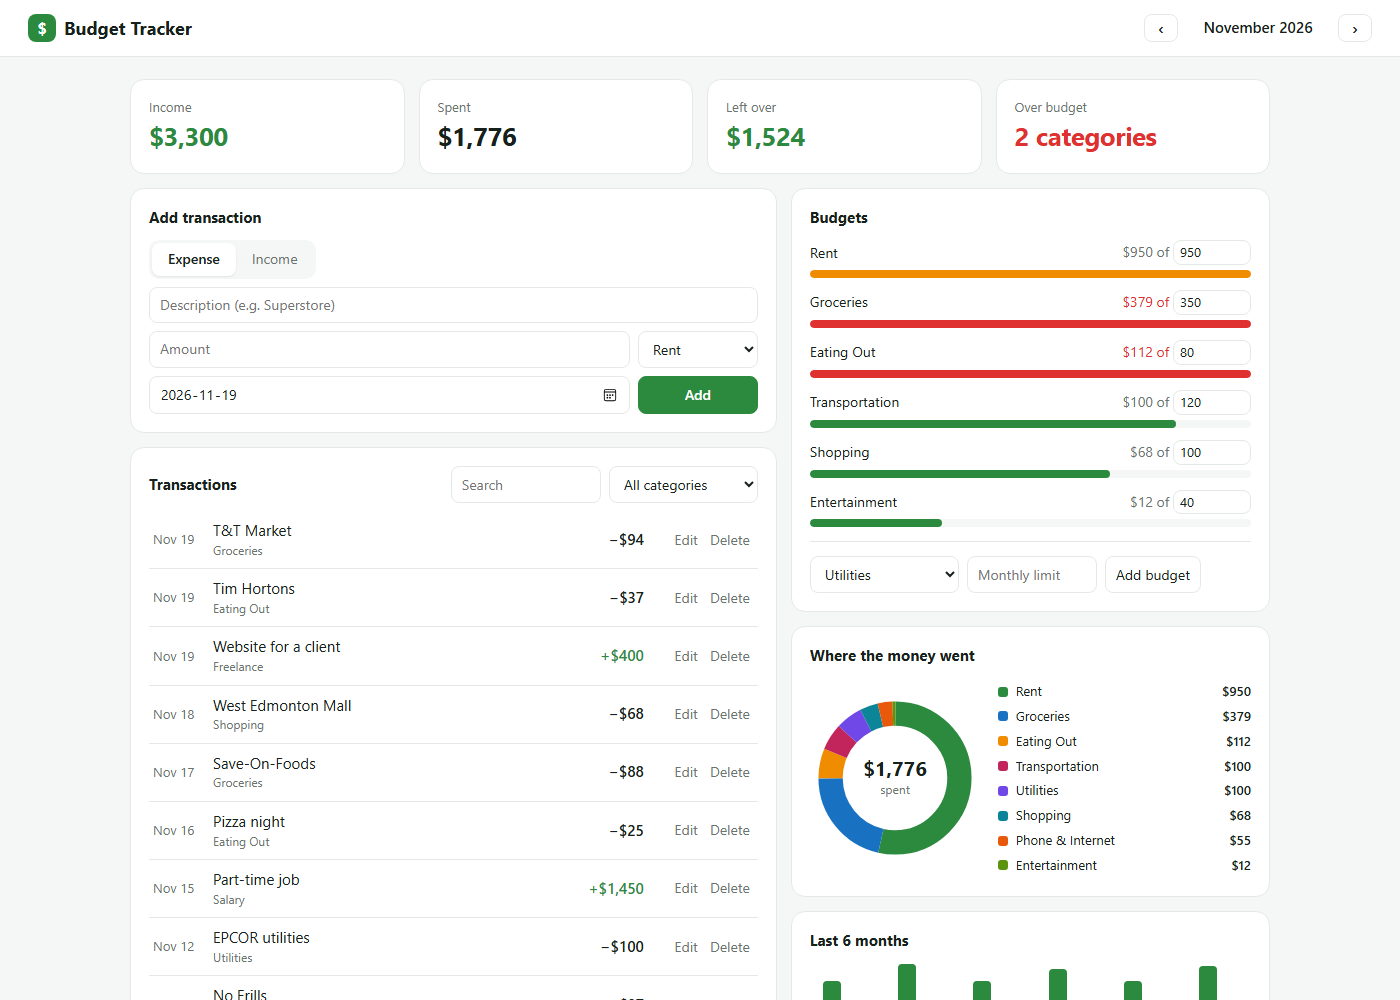 $ Budget Tracker
‹ November 2026 ›
Income
$3,300
Spent
$1,776
Left over
$1,524
Over budget
2 categories
Add transaction
Expense Income
Description (e.g. Superstore)
Amount
Rent
2026-11-19
Add
Transactions
Search
All categories
Nov 19 T&T Market −$94 Edit Delete
Groceries
Nov 19 Tim Hortons −$37 Edit Delete
Eating Out
Nov 19 Website for a client +$400 Edit Delete
Freelance
Nov 18 West Edmonton Mall −$68 Edit Delete
Shopping
Nov 17 Save-On-Foods −$88 Edit Delete
Groceries
Nov 16 Pizza night −$25 Edit Delete
Eating Out
Nov 15 Part-time job +$1,450 Edit Delete
Salary
Nov 12 EPCOR utilities −$100 Edit Delete
Utilities
No Frills
Budgets
Rent $950 of 950
Groceries $379 of 350
Eating Out $112 of 80
Transportation $100 of 120
Shopping $68 of 100
Entertainment $12 of 40
Utilities
Monthly limit
Add budget
Where the money went
$1,776
spent
Rent $950
Groceries $379
Eating Out $112
Transportation $100
Utilities $100
Shopping $68
Phone & Internet $55
Entertainment $12
Last 6 months